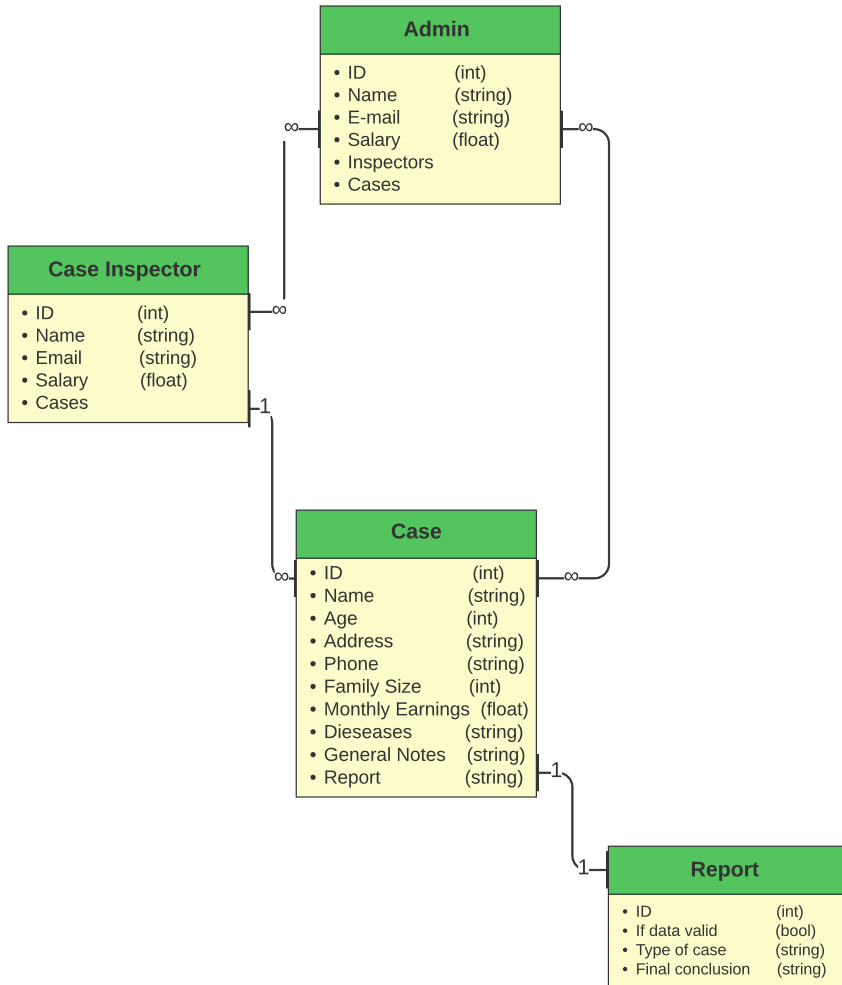 Admin
• ID (int)
• Name (string)
• E-mail (string)
• Salary (float)
• Inspectors
• Cases
∞ ∞
Case Inspector
• ID (int)
• Name (string)
• Email (string)
• Salary (float)
• Cases
∞
1
Case
• ID (int)
• Name (string)
• Age (int)
• Address (string)
• Phone (string)
• Family Size (int)
• Monthly Earnings (float)
• Dieseases (string)
• General Notes (string)
• Report (string)
∞ ∞
1
1
Report
• ID (int)
• If data valid (bool)
• Type of case (string)
• Final conclusion (string)